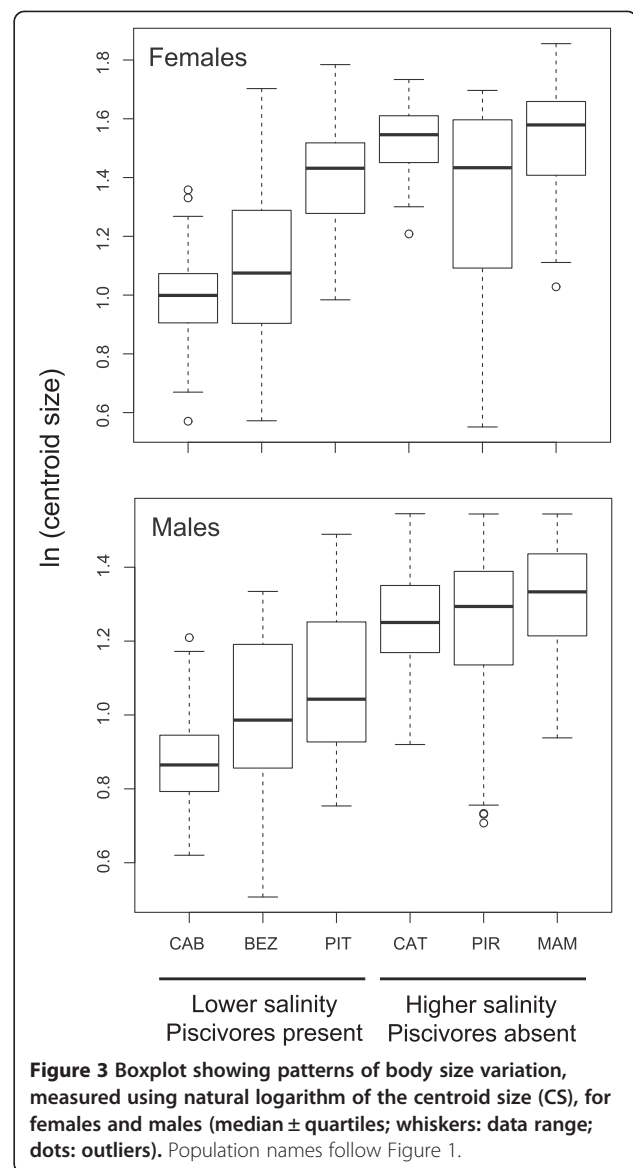 Females
1.8
1.6
1.4
1.2
1.0
0.8
0.6
ln (centroid size)
Males
1.4
1.2
1.0
0.8
0.6
CAB BEZ PIT CAT PIR MAM
Lower salinity
Piscivores present
Higher salinity
Piscivores absent
Figure 3 Boxplot showing patterns of body size variation,
measured using natural logarithm of the centroid size (CS), for
females and males (median ± quartiles; whiskers: data range;
dots: outliers). Population names follow Figure 1.